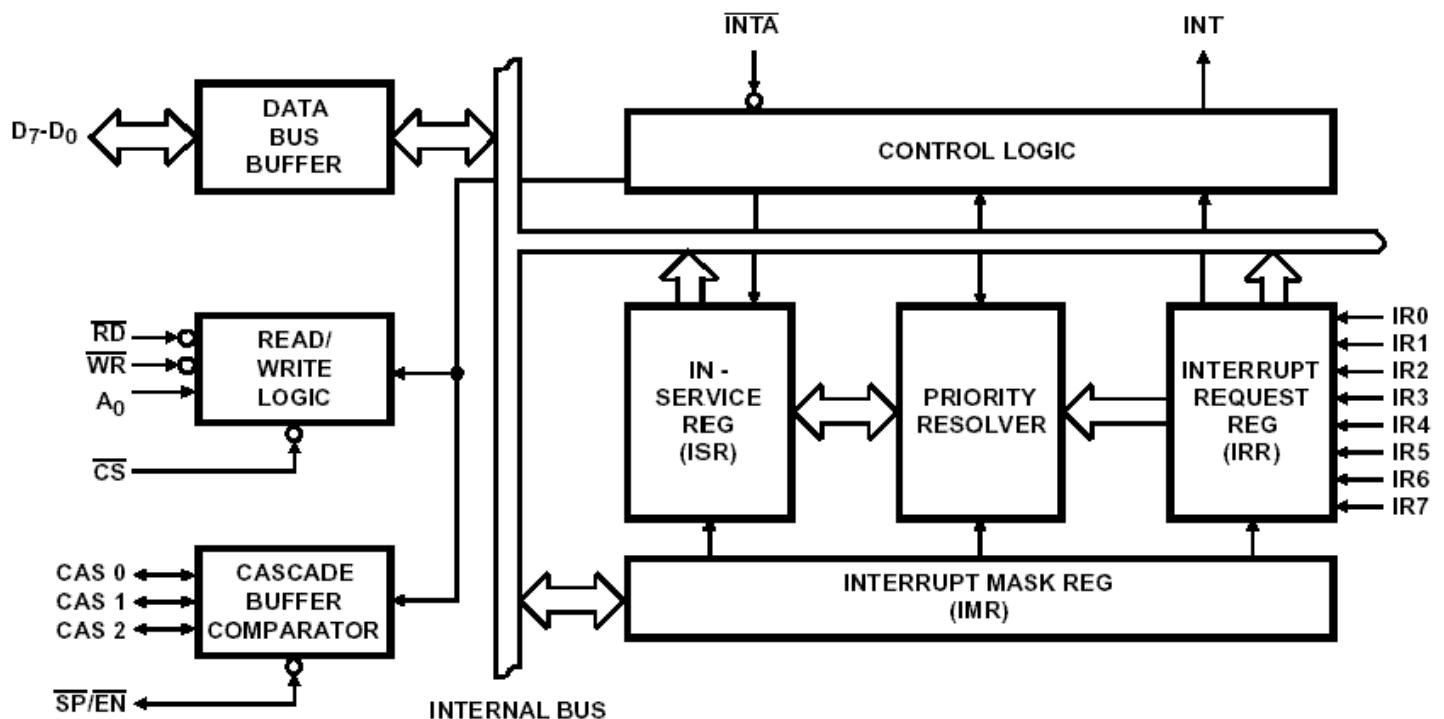 INTA
INT
D7-D0
DATA
BUS
BUFFER
CONTROL LOGIC
RD
WR
A0
READ/
WRITE
LOGIC
CS
IN -
SERVICE
REG
(ISR)
PRIORITY
RESOLVER
INTERRUPT
REQUEST
REG
(IRR)
IR0
IR1
IR2
IR3
IR4
IR5
IR6
IR7
CAS 0
CAS 1
CAS 2
CASCADE
BUFFER
COMPARATOR
INTERRUPT MASK REG
(IMR)
SP/EN
INTERNAL BUS